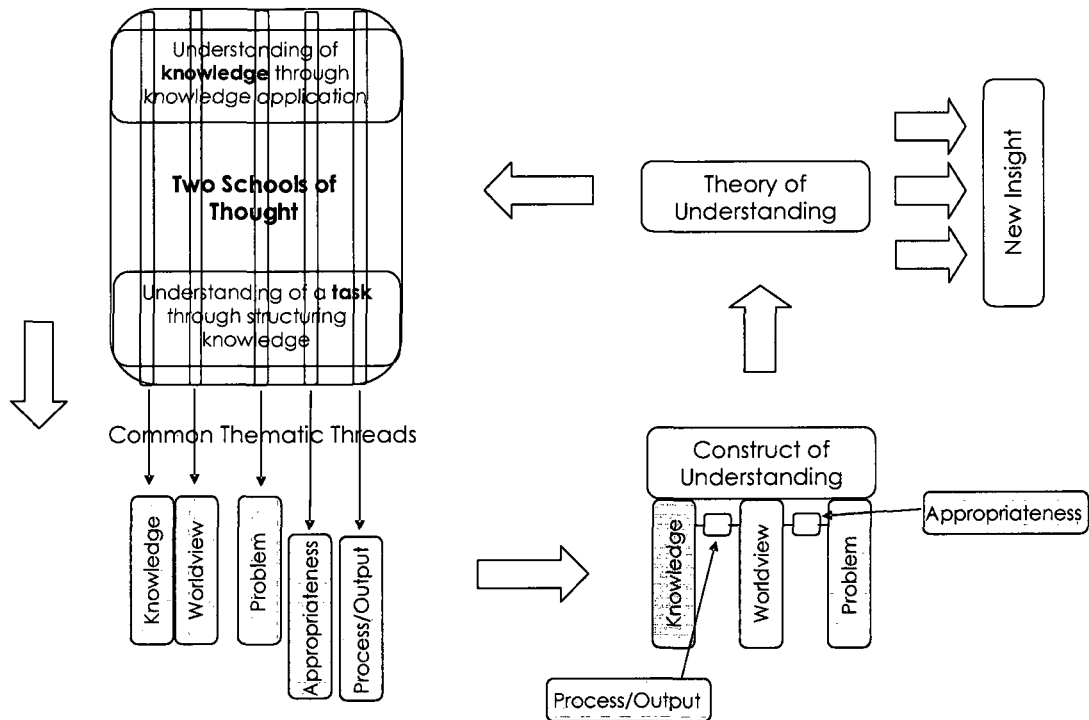 Understanding of
knowledge through
knowledge application
Two Schools of
Thought
Understanding of a task
through structuring
knowledge
Common Thematic Threads
Knowledge
Worldview
Problem
Appropriateness
Process/Output
Theory of
Understanding
New Insight
Construct of
Understanding
Knowledge
Worldview
Problem
Appropriateness
Process/Output